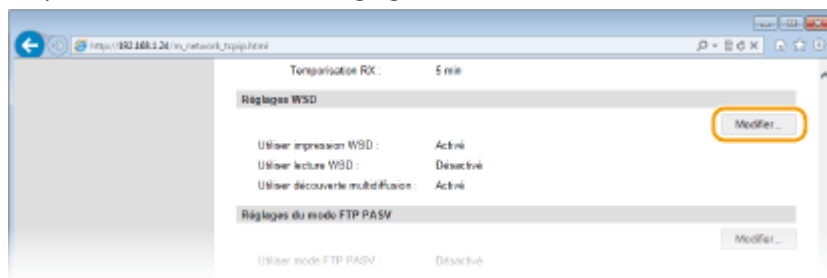 http://192.168.1.24/m_network_tcpip.html
Temporisation RX : 5 min
Réglages WSD
Modifier...
Utiliser impression WSD : Activé
Utiliser lecture WSD : Désactivé
Utiliser découverte multidiffusion : Activé
Réglages du mode FTP PASV
Modifier...
Utiliser mode FTP PASV : Désactivé